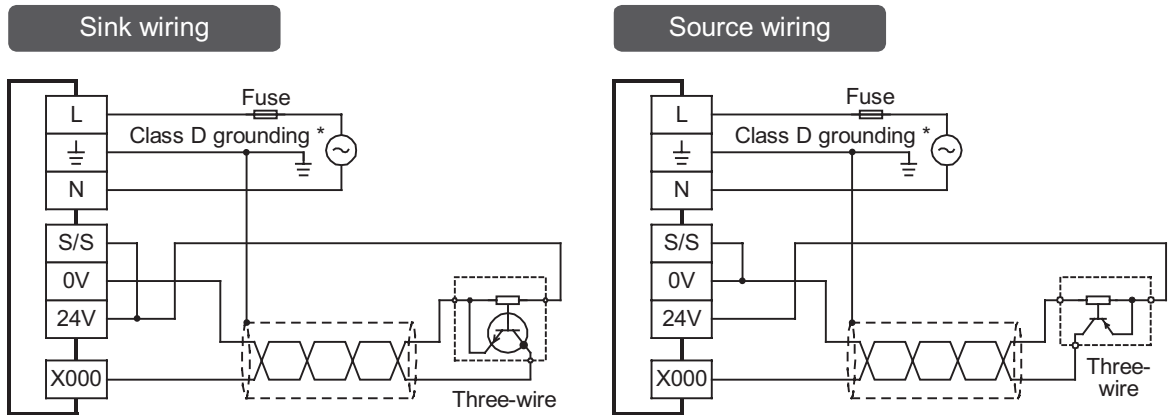 Sink wiring
L
Fuse
Class D grounding *
N
S/S
0V
24V
X000
Three-wire
Source wiring
L
Fuse
Class D grounding *
N
S/S
0V
24V
X000
Three-
wire